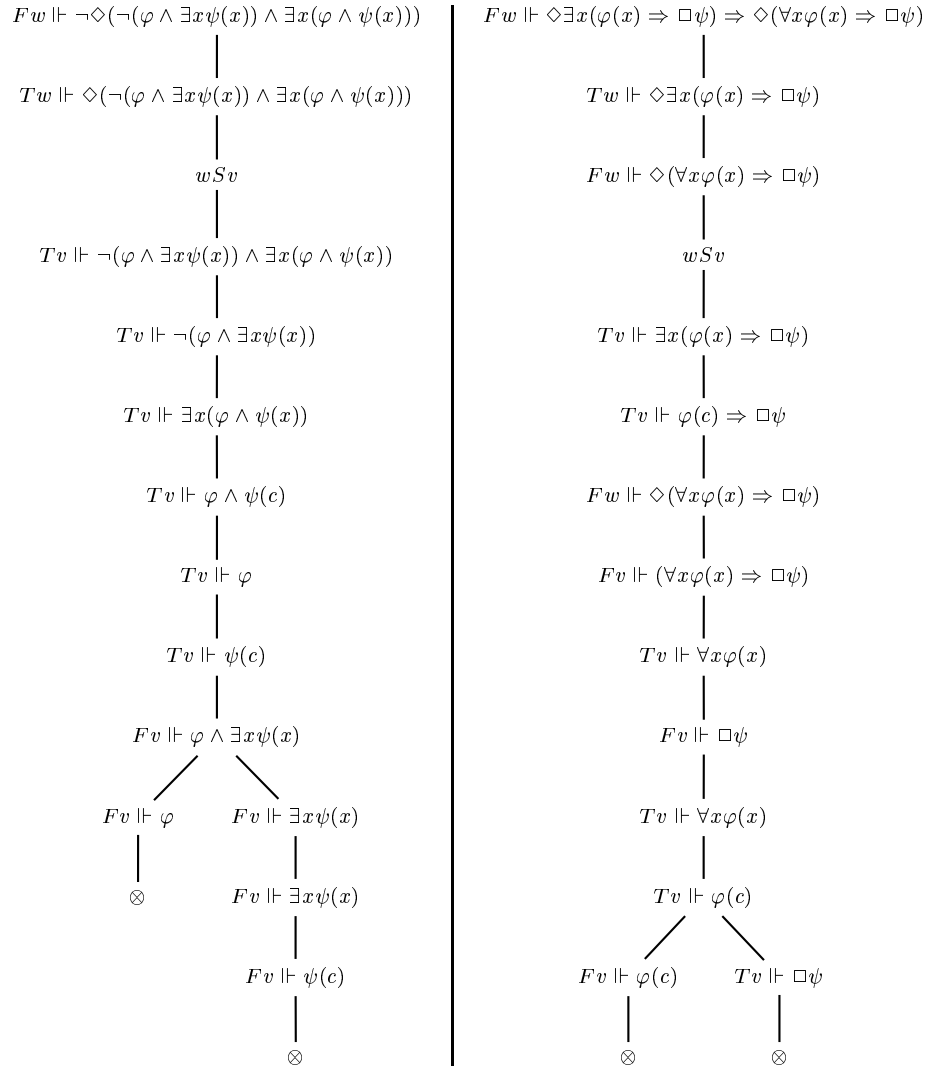 Fw ⊩ ¬◇(¬(φ ∧ ∃xψ(x)) ∧ ∃x(φ ∧ ψ(x)))
Tw ⊩ ◇(¬(φ ∧ ∃xψ(x)) ∧ ∃x(φ ∧ ψ(x)))
wSv
Tv ⊩ ¬(φ ∧ ∃xψ(x)) ∧ ∃x(φ ∧ ψ(x))
Tv ⊩ ¬(φ ∧ ∃xψ(x))
Tv ⊩ ∃x(φ ∧ ψ(x))
Tv ⊩ φ ∧ ψ(c)
Tv ⊩ φ
Tv ⊩ ψ(c)
Fv ⊩ φ ∧ ∃xψ(x)
Fv ⊩ φ
Fv ⊩ ∃xψ(x)
⊗
Fv ⊩ ∃xψ(x)
Fv ⊩ ψ(c)
⊗
Fw ⊩ ◇∃x(φ(x) ⇒ □ψ) ⇒ ◇(∀xφ(x) ⇒ □ψ)
Tw ⊩ ◇∃x(φ(x) ⇒ □ψ)
Fw ⊩ ◇(∀xφ(x) ⇒ □ψ)
wSv
Tv ⊩ ∃x(φ(x) ⇒ □ψ)
Tv ⊩ φ(c) ⇒ □ψ
Fw ⊩ ◇(∀xφ(x) ⇒ □ψ)
Fv ⊩ (∀xφ(x) ⇒ □ψ)
Tv ⊩ ∀xφ(x)
Fv ⊩ □ψ
Tv ⊩ ∀xφ(x)
Tv ⊩ φ(c)
Fv ⊩ φ(c)
Tv ⊩ □ψ
⊗
⊗